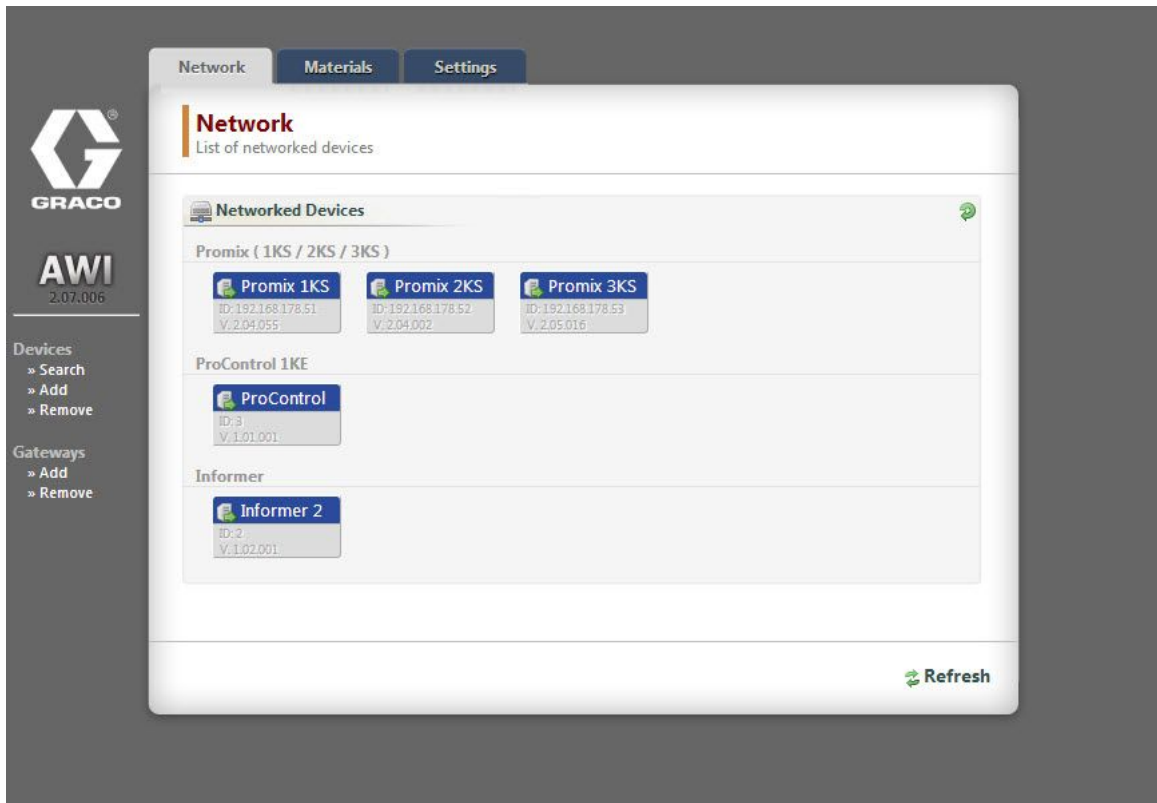 Network Materials Settings
®
GRACO
AWI
2.07.006
Devices
» Search
» Add
» Remove
Gateways
» Add
» Remove
Network
List of networked devices
Networked Devices
Promix ( 1KS / 2KS / 3KS )
Promix 1KS
ID: 192.168.178.51
V. 2.04.055
Promix 2KS
ID: 192.168.178.52
V. 2.04.002
Promix 3KS
ID: 192.168.178.53
V. 2.05.016
ProControl 1KE
ProControl
ID: 3
V. 1.01.001
Informer
Informer 2
ID: 2
V. 1.02.001
Refresh